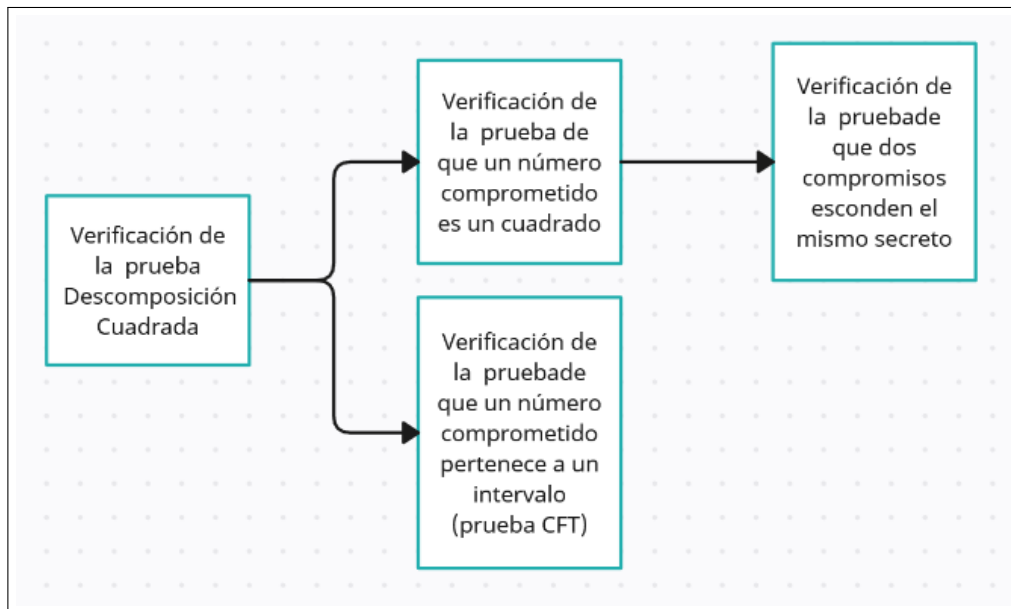 Verificación de
la prueba
Descomposición
Cuadrada
Verificación de
la prueba de
que un número
comprometido
es un cuadrado
Verificación de
la pruebade
que dos
compromisos
esconden el
mismo secreto
Verificación de
la pruebade
que un número
comprometido
pertenece a un
intervalo
(prueba CFT)